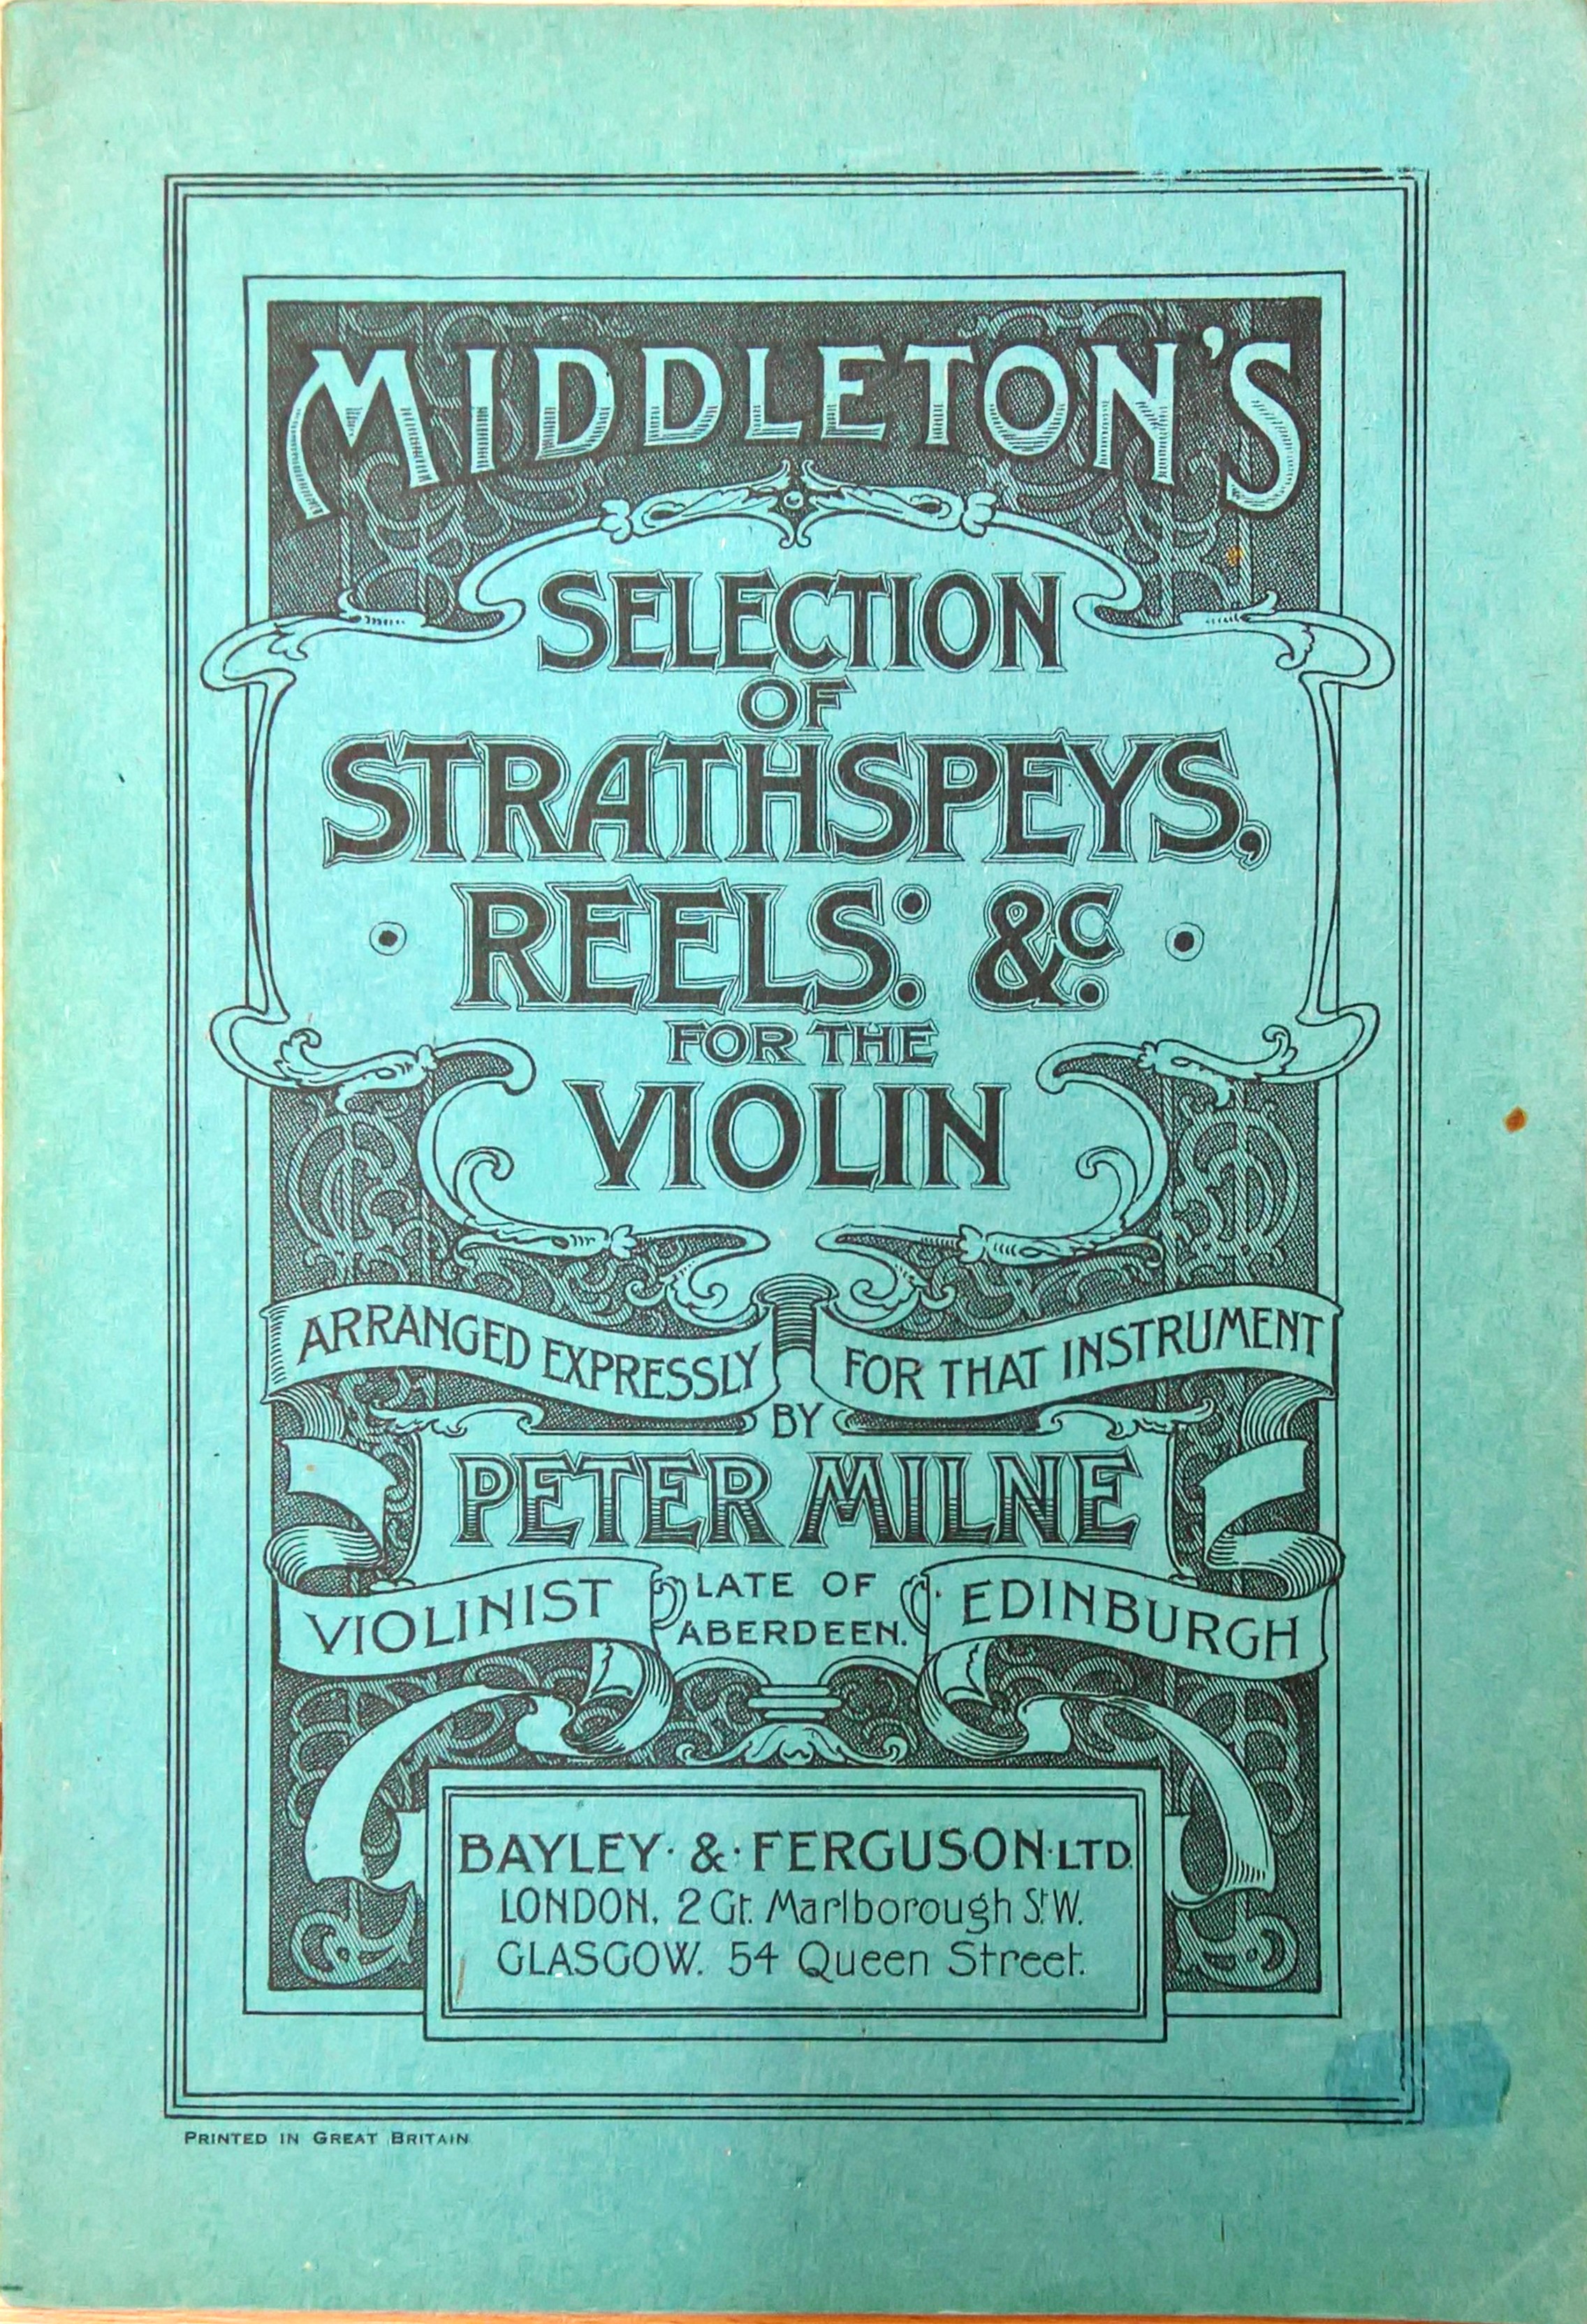 MIDDLETON'S
SELECTION
OF
STRATHSPEYS,
REELS: &c.
FOR THE
VIOLIN
ARRANGED EXPRESSLY FOR THAT INSTRUMENT
BY
PETER MILNE
VIOLINIST LATE OF ABERDEEN. EDINBURGH
BAYLEY · & · FERGUSON · LTD.
LONDON, 2 Gt. Marlborough St. W.
GLASGOW. 54 Queen Street.
PRINTED IN GREAT BRITAIN